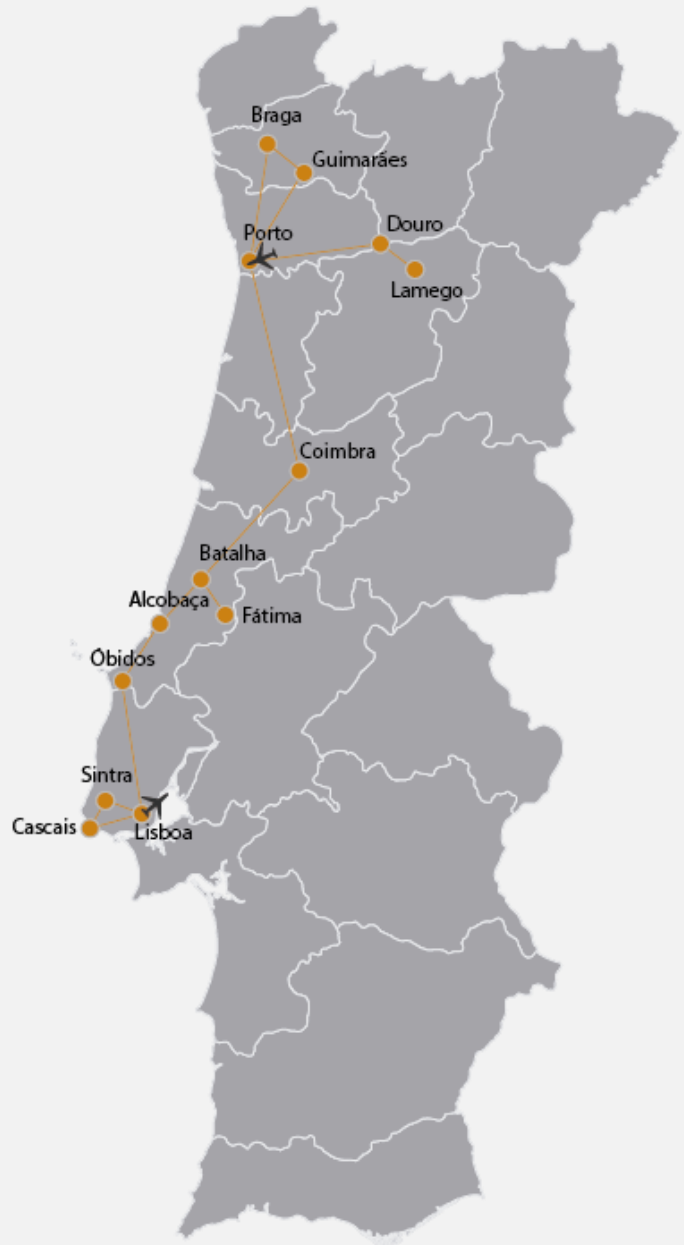 Braga
Guimarães
Porto
Douro
Lamego
Coimbra
Batalha
Alcobaça
Fátima
Óbidos
Sintra
Cascais
Lisboa